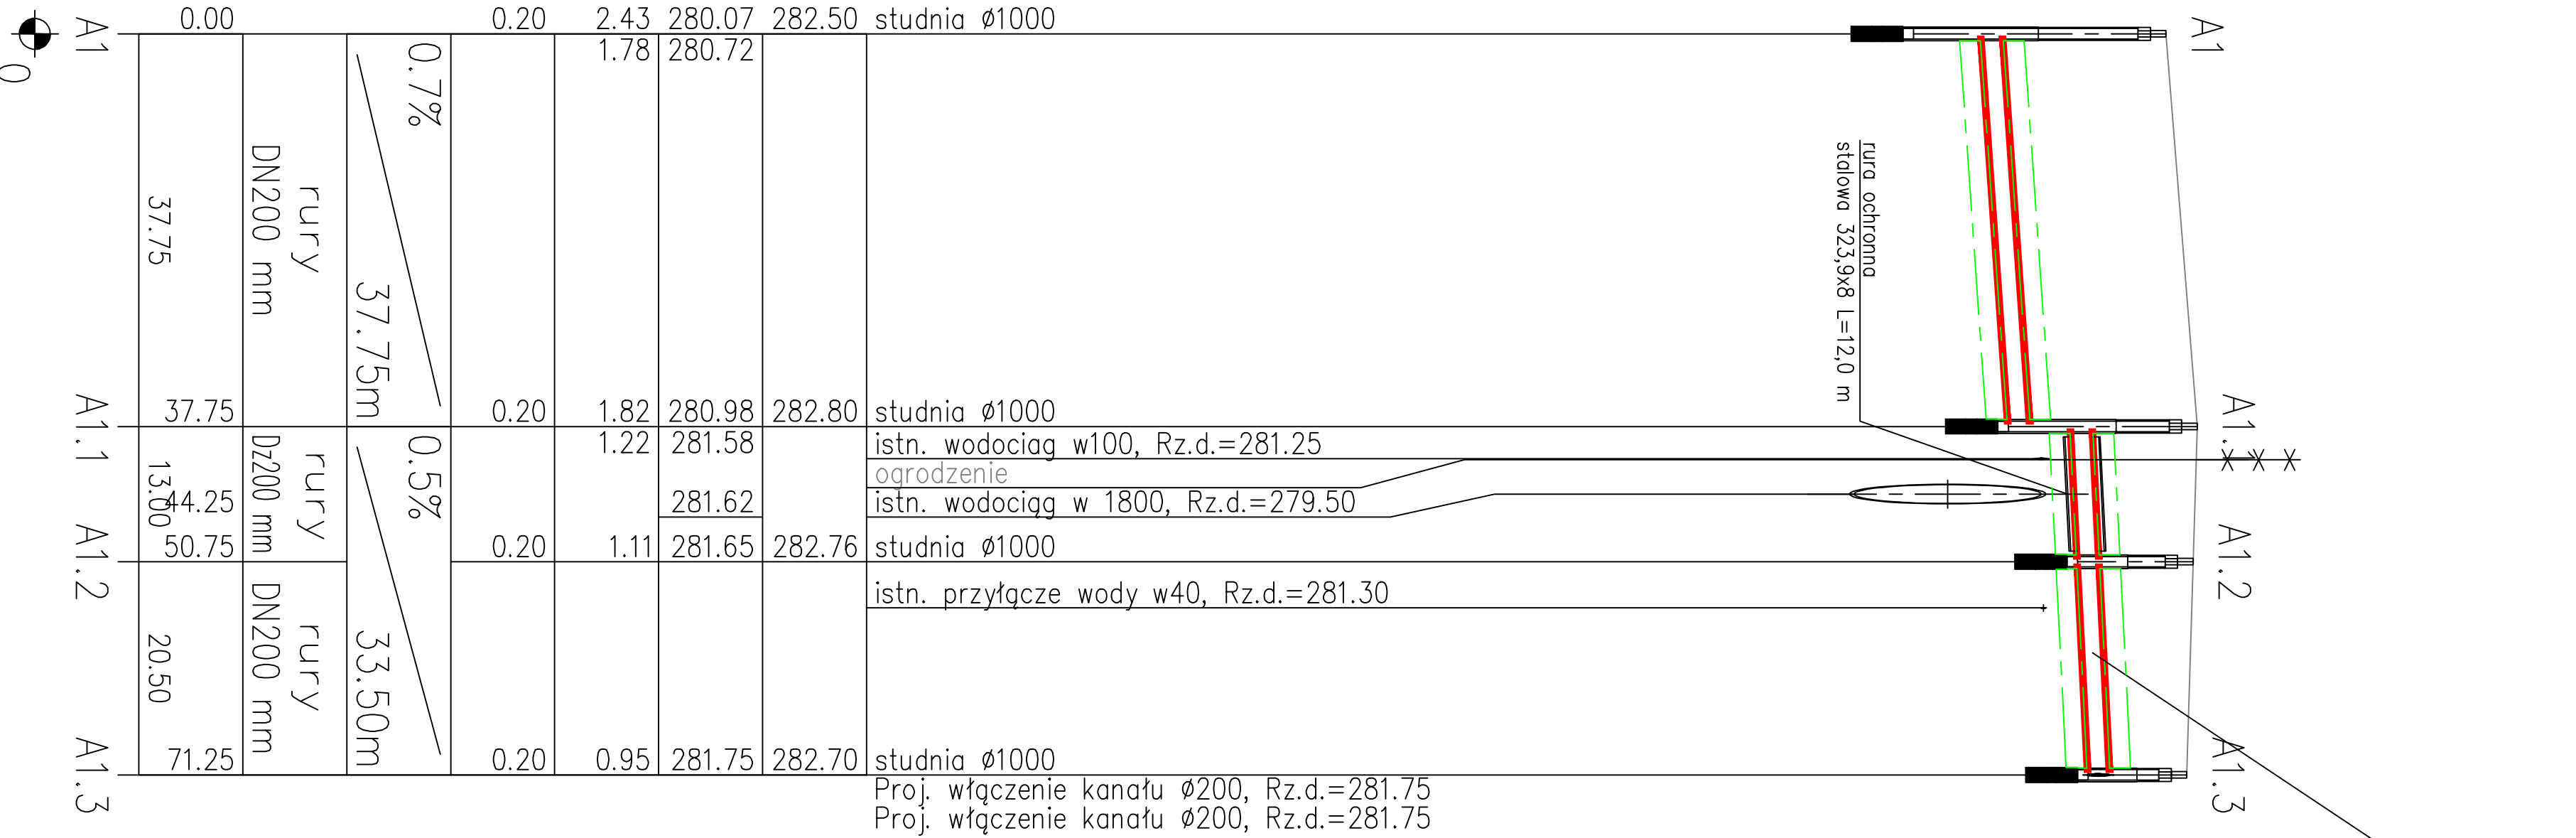 A1
0.00
0.20
2.43
280.07
282.50
studnia ø1000
A1
0
1.78
280.72
0.7%
37.75m
rury
DN200 mm
37.75
rura ochronna
stalowa 323,9x8 L=12,0 m
A1.1
37.75
0.20
1.82
280.98
282.80
studnia ø1000
1.22
281.58
istn. wodociąg w100, Rz.d.=281.25
ogrodzenie
0.5%
33.50m
rury
Dz200 mm
13.00
44.25
281.62
istn. wodociąg w 1800, Rz.d.=279.50
A1.2
50.75
0.20
1.11
281.65
282.76
studnia ø1000
A1.2
istn. przyłącze wody w40, Rz.d.=281.30
rury
DN200 mm
20.50
A1.3
71.25
0.20
0.95
281.75
282.70
studnia ø1000
A1.3
Proj. włączenie kanału ø200, Rz.d.=281.75
Proj. włączenie kanału ø200, Rz.d.=281.75